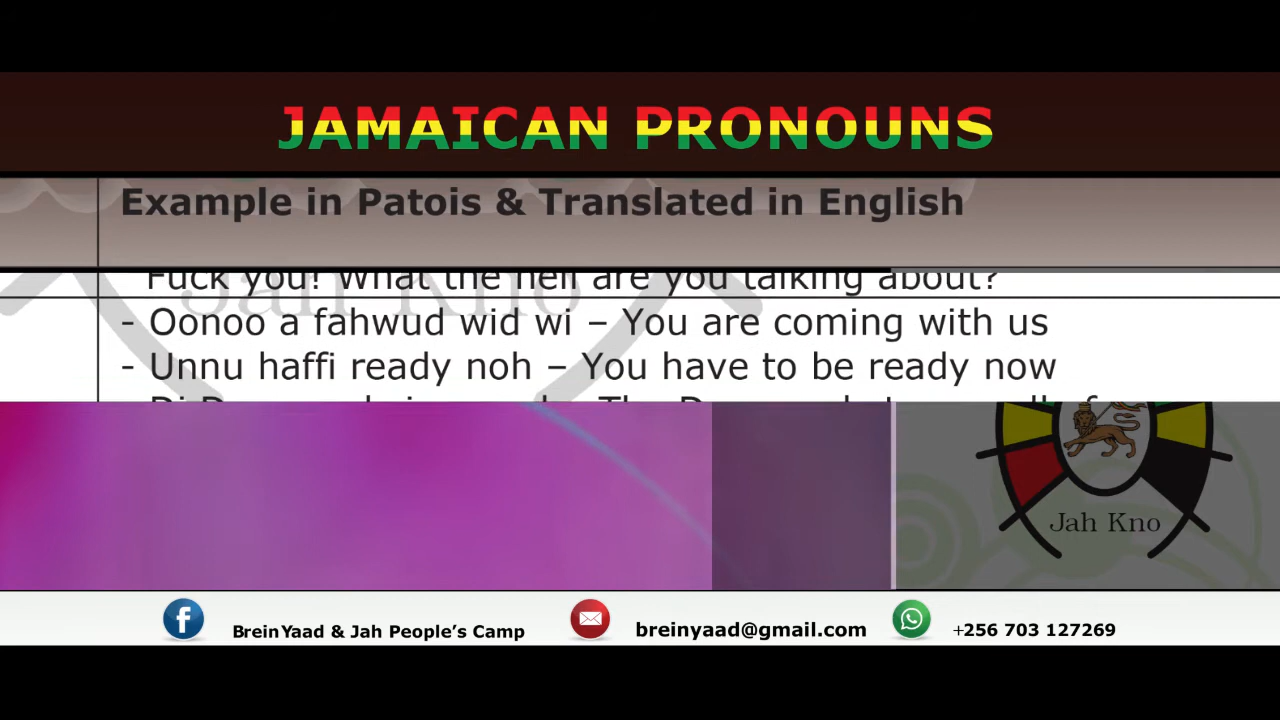 JAMAICAN PRONOUNS
Example in Patois & Translated in English
Fuck you! What the hell are you talking about?
- Oonoo a fahwud wid wi – You are coming with us
- Unnu haffi ready noh – You have to be ready now
Jah Kno
Jah Kno
BreinYaad & Jah People's Camp
breinyaad@gmail.com
+256 703 127269